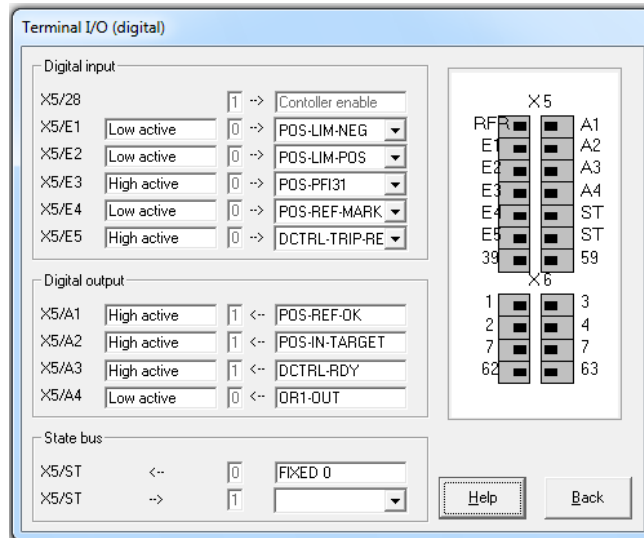 Terminal I/O (digital)
Digital input
X5/28 1 --> Contoller enable
X5/E1 Low active 0 --> POS-LIM-NEG
X5/E2 Low active 0 --> POS-LIM-POS
X5/E3 High active 0 --> POS-PFI31
X5/E4 Low active 0 --> POS-REF-MARK
X5/E5 High active 0 --> DCTRL-TRIP-RE
Digital output
X5/A1 High active 1 <-- POS-REF-OK
X5/A2 High active 1 <-- POS-IN-TARGET
X5/A3 High active 1 <-- DCTRL-RDY
X5/A4 Low active 0 <-- OR1-OUT
State bus
X5/ST <-- 0 FIXED 0
X5/ST --> 1
X5
RFR A1
E1 A2
E2 A3
E3 A4
E4 ST
E5 ST
39 59
X6
1 3
2 4
7 7
62 63
Help Back